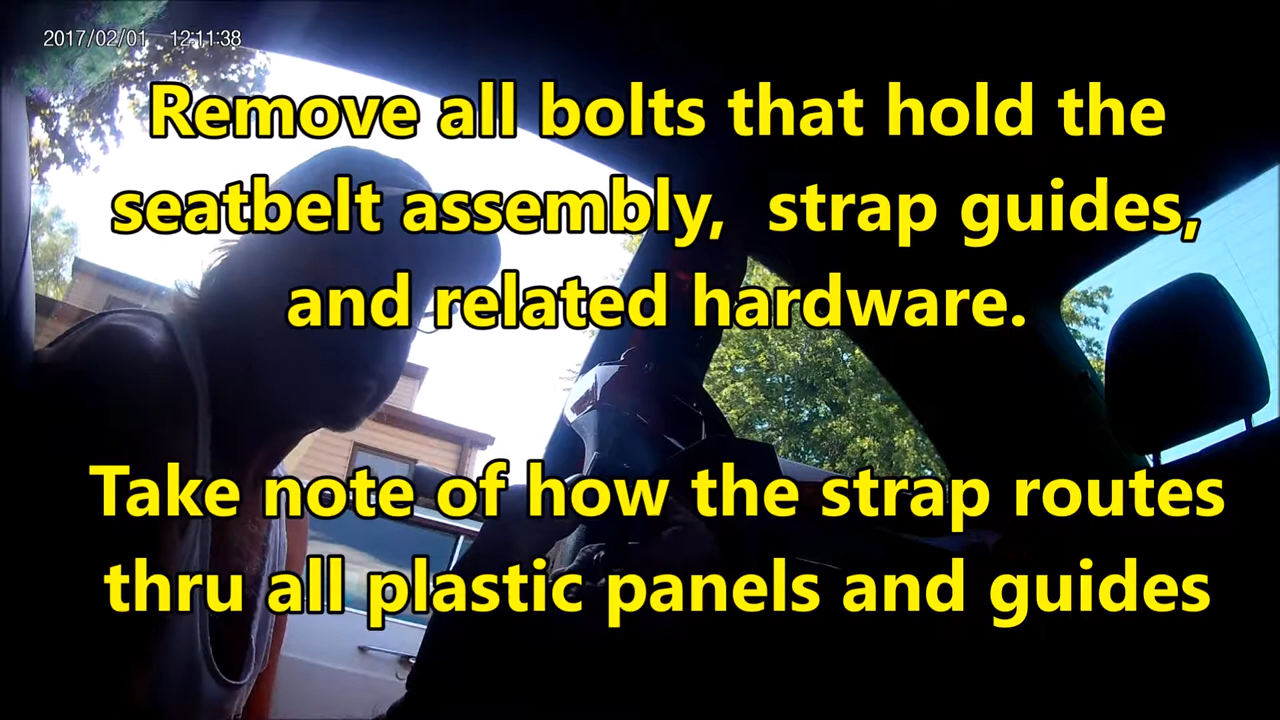 2017/02/01 12:11:38
Remove all bolts that hold the
seatbelt assembly,  strap guides,
and related hardware.
Take note of how the strap routes
thru all plastic panels and guides